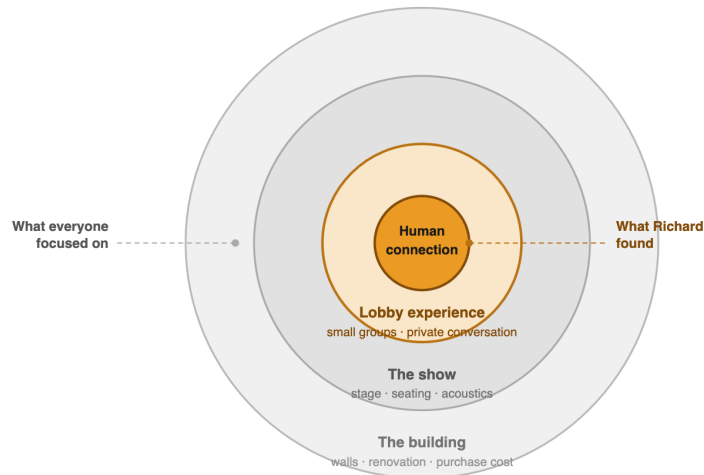 What everyone
focused on
Human
connection
What Richard
found
Lobby experience
small groups · private conversation
The show
stage · seating · acoustics
The building
walls · renovation · purchase cost